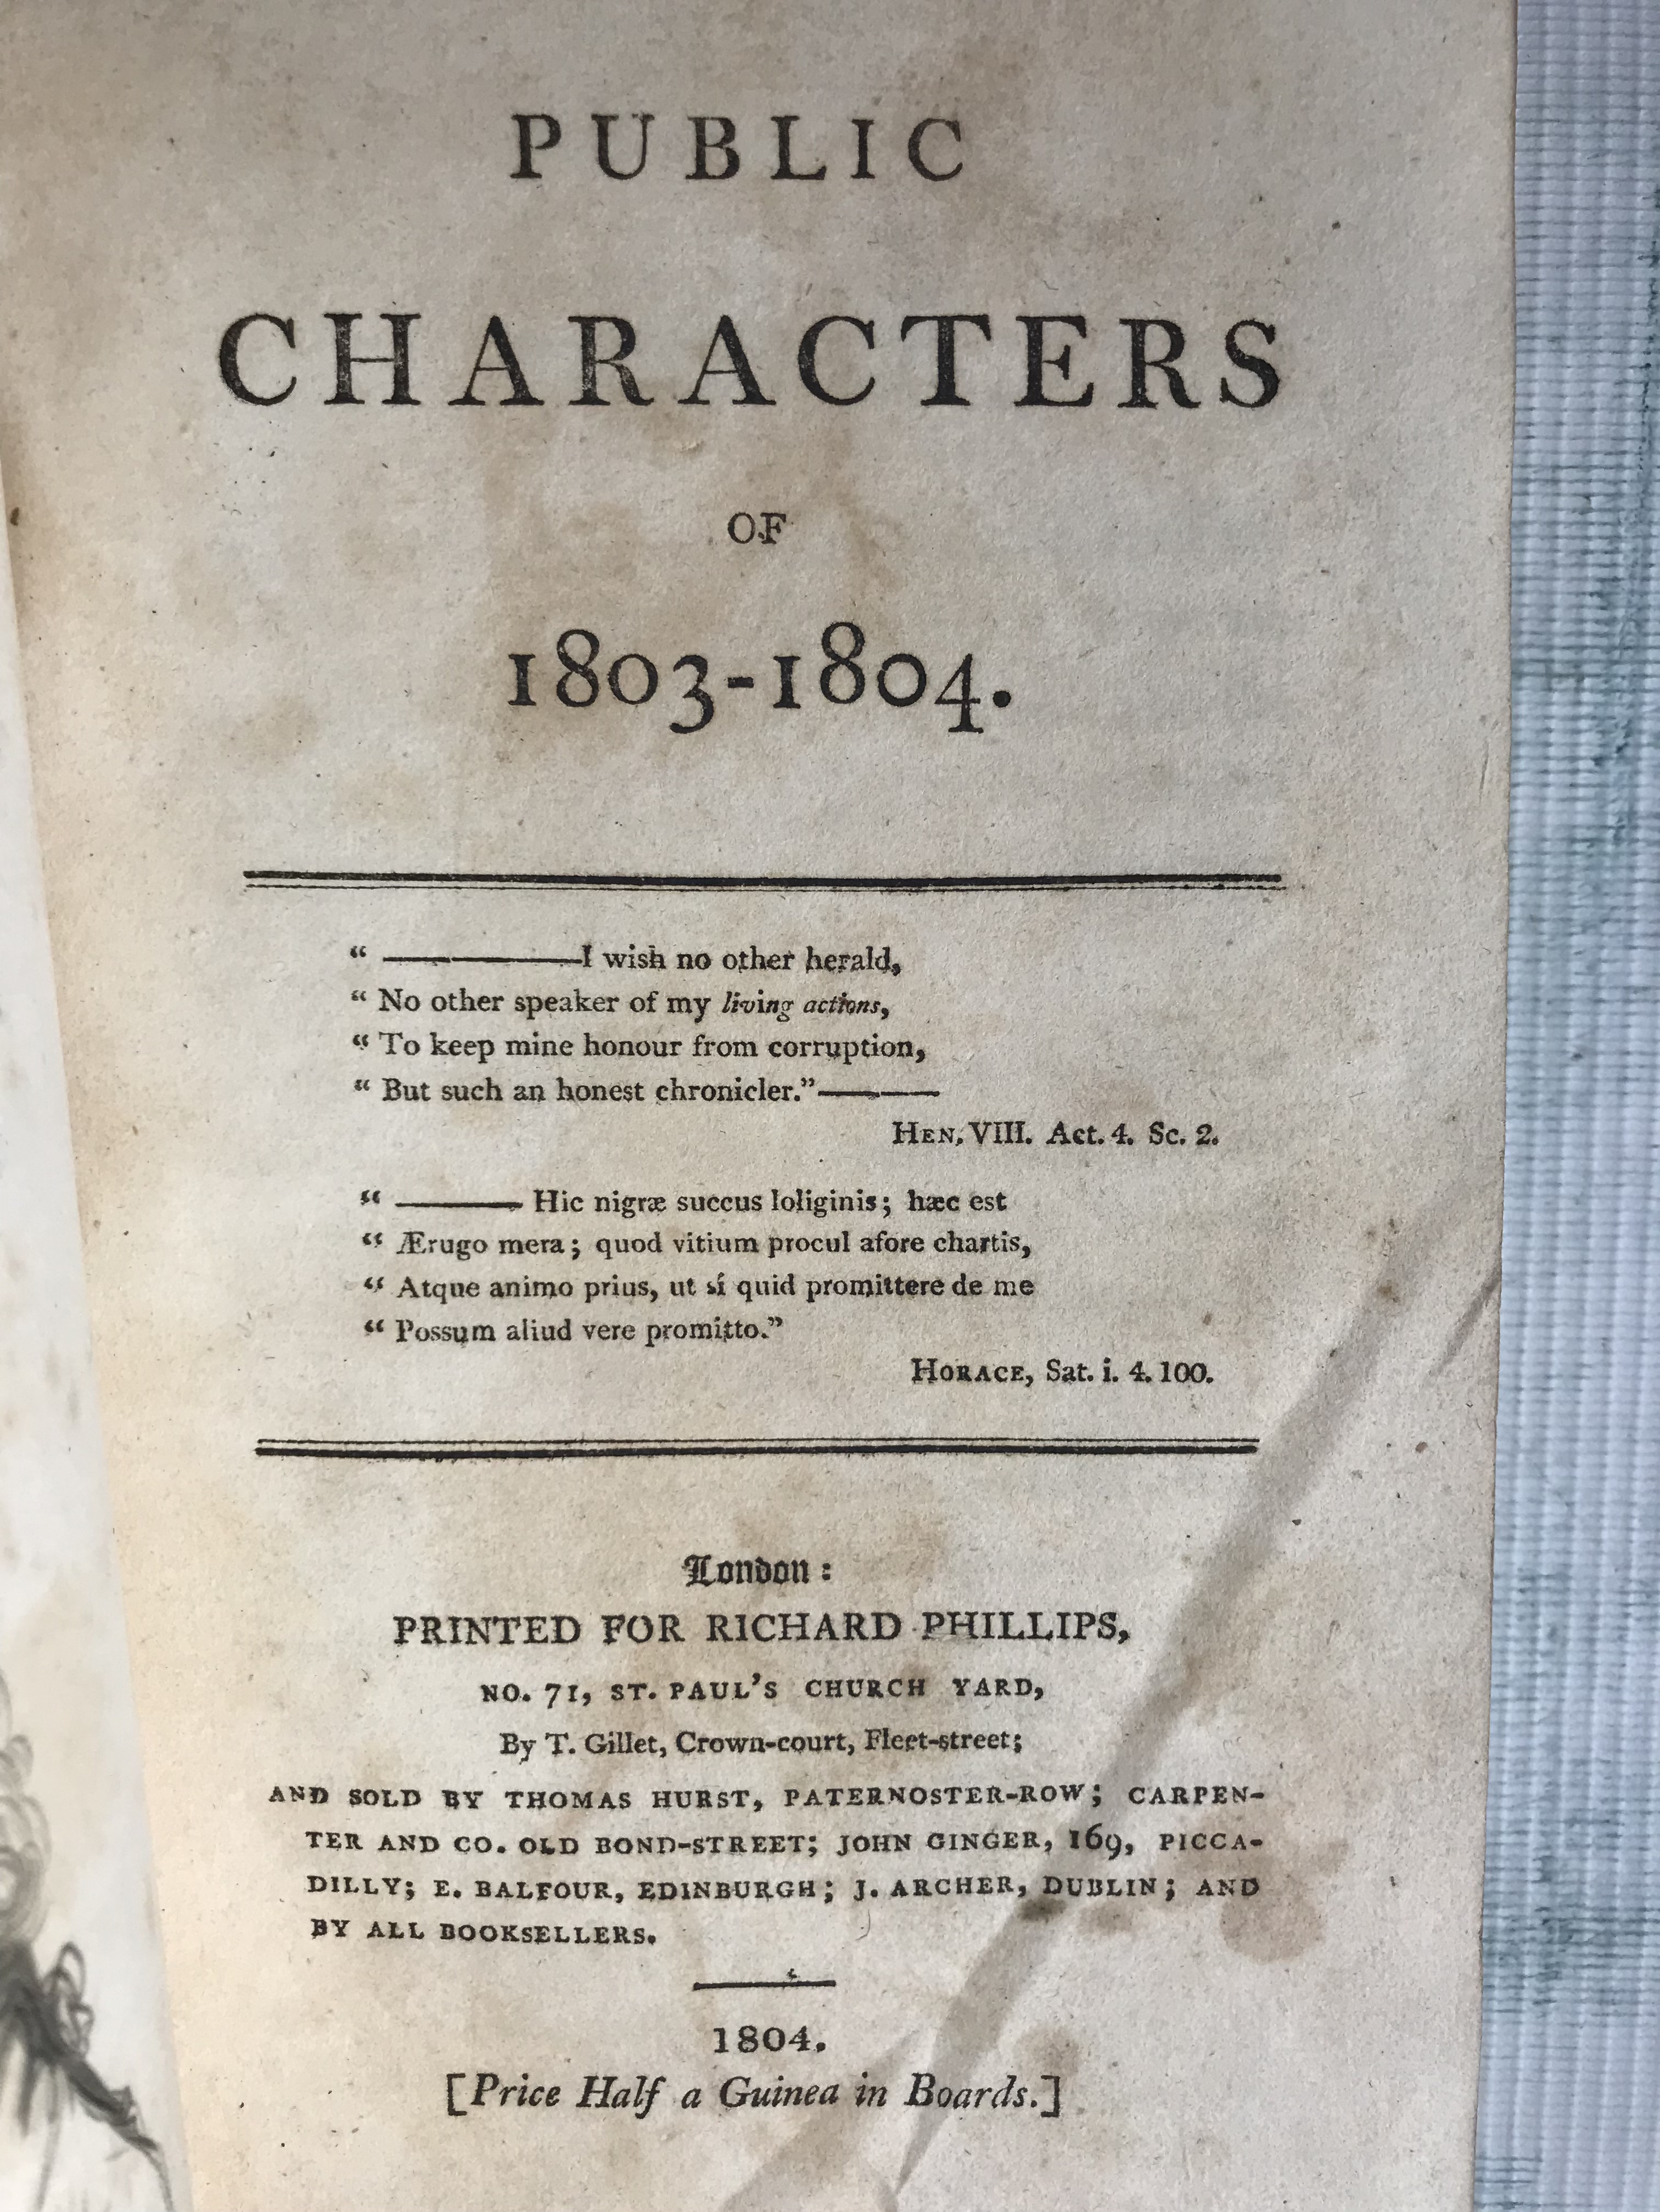 PUBLIC
CHARACTERS
OF
1803-1804.
“ ————I wish no other herald,
“ No other speaker of my living actions,
“ To keep mine honour from corruption,
“ But such an honest chronicler.”———
HEN. VIII. Act. 4. Sc. 2.
“ ——— Hic nigræ succus loliginis; hæc est
“ Ærugo mera; quod vitium procul afore chartis,
“ Atque animo prius, ut sí quid promittere de me
“ Possum aliud vere promitto.”
HORACE, Sat. i. 4. 100.
London:
PRINTED FOR RICHARD PHILLIPS,
NO. 71, ST. PAUL’S CHURCH YARD,
By T. Gillet, Crown-court, Fleet-street;
AND SOLD BY THOMAS HURST, PATERNOSTER-ROW; CARPEN-
TER AND CO. OLD BOND-STREET; JOHN GINGER, 169, PICCA-
DILLY; E. BALFOUR, EDINBURGH; J. ARCHER, DUBLIN; AND
BY ALL BOOKSELLERS.
1804.
[Price Half a Guinea in Boards.]